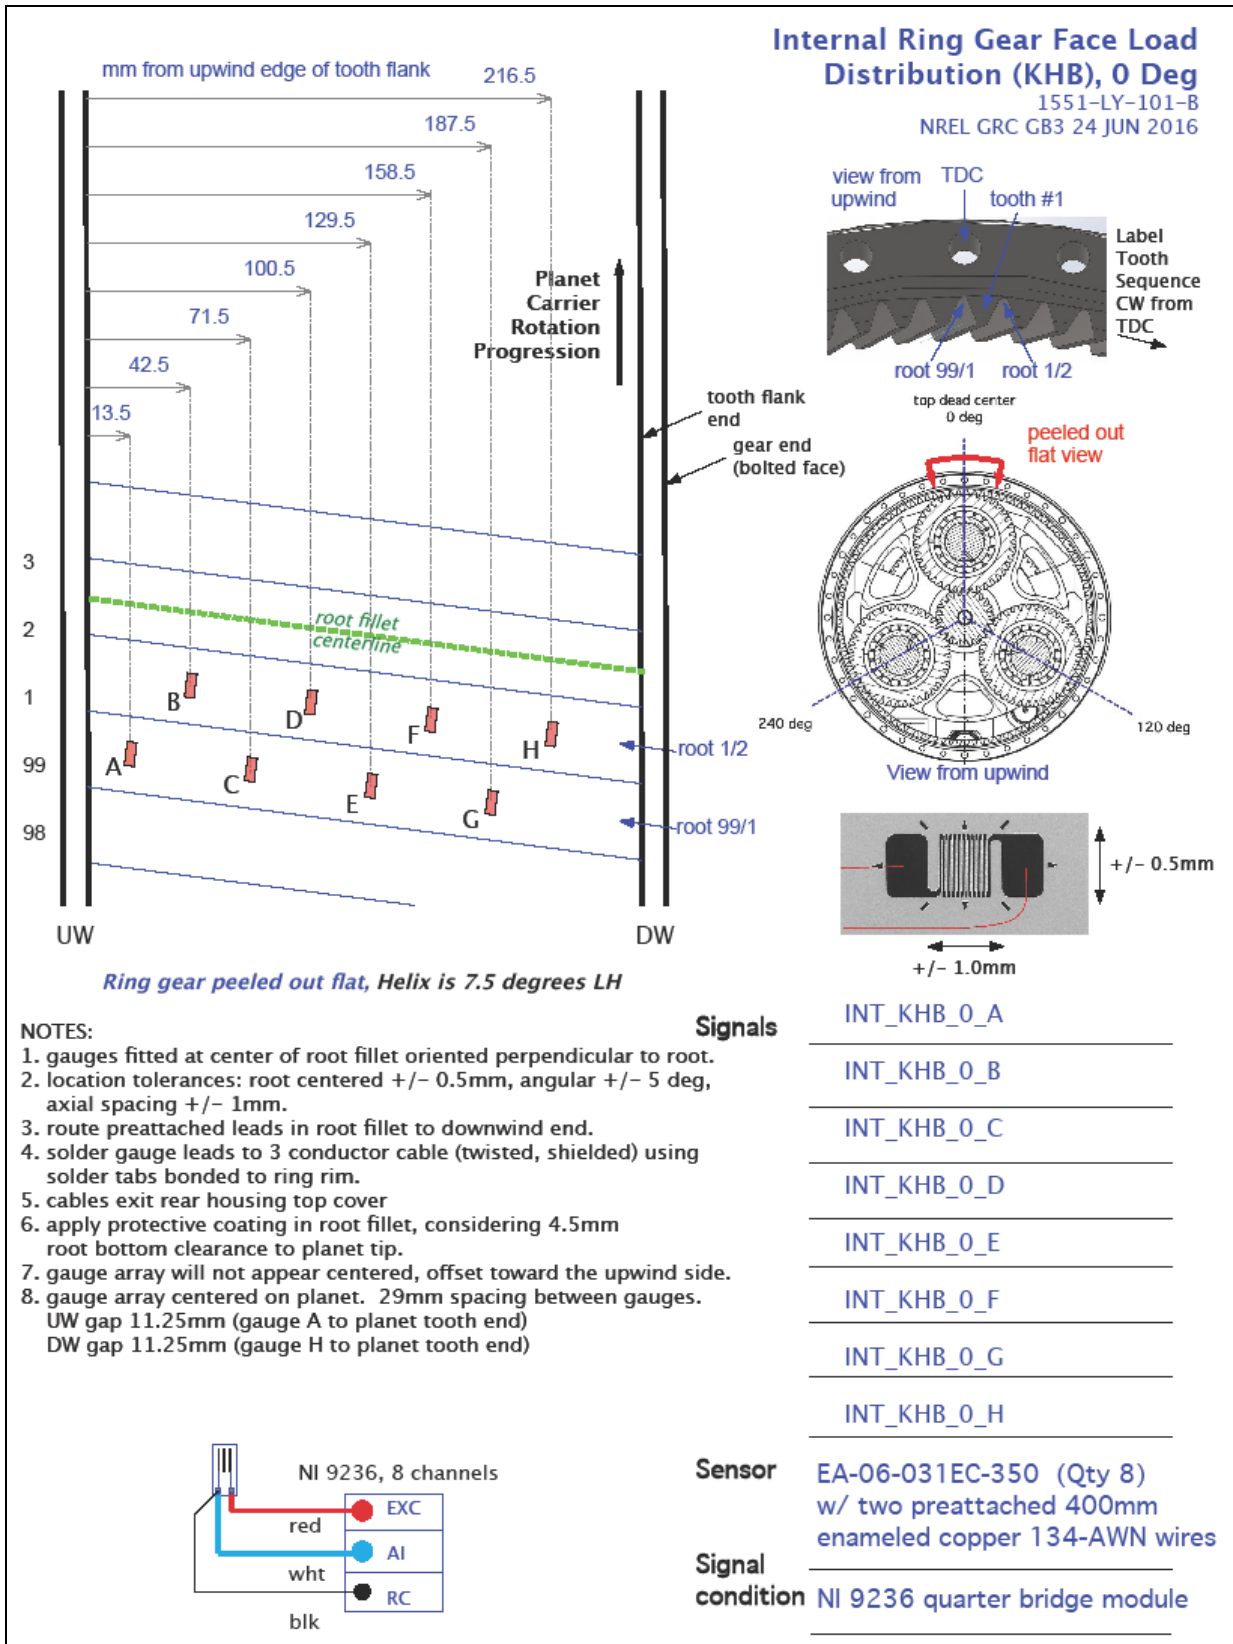 Internal Ring Gear Face Load
Distribution (KHB), 0 Deg
1551-LY-101-B
NREL GRC GB3 24 JUN 2016
mm from upwind edge of tooth flank
216.5
187.5
158.5
129.5
100.5
71.5
42.5
13.5
Planet
Carrier
Rotation
Progression
tooth flank
end
gear end
(bolted face)
3
2
1
99
98
root fillet
centerline
B
D
F
H
A
C
E
G
root 1/2
root 99/1
UW
DW
Ring gear peeled out flat, Helix is 7.5 degrees LH
view from
upwind
TDC
tooth #1
Label
Tooth
Sequence
CW from
TDC
root 99/1
root 1/2
top dead center
0 deg
peeled out
flat view
240 deg
120 deg
View from upwind
+/- 0.5mm
+/- 1.0mm
NOTES:
1. gauges fitted at center of root fillet oriented perpendicular to root.
2. location tolerances: root centered +/- 0.5mm, angular +/- 5 deg,
axial spacing +/- 1mm.
3. route preattached leads in root fillet to downwind end.
4. solder gauge leads to 3 conductor cable (twisted, shielded) using
solder tabs bonded to ring rim.
5. cables exit rear housing top cover
6. apply protective coating in root fillet, considering 4.5mm
root bottom clearance to planet tip.
7. gauge array will not appear centered, offset toward the upwind side.
8. gauge array centered on planet. 29mm spacing between gauges.
UW gap 11.25mm (gauge A to planet tooth end)
DW gap 11.25mm (gauge H to planet tooth end)
Signals
INT_KHB_0_A
INT_KHB_0_B
INT_KHB_0_C
INT_KHB_0_D
INT_KHB_0_E
INT_KHB_0_F
INT_KHB_0_G
INT_KHB_0_H
NI 9236, 8 channels
red
EXC
wht
AI
blk
RC
Sensor
EA-06-031EC-350 (Qty 8)
w/ two preattached 400mm
enameled copper 134-AWN wires
Signal
condition
NI 9236 quarter bridge module